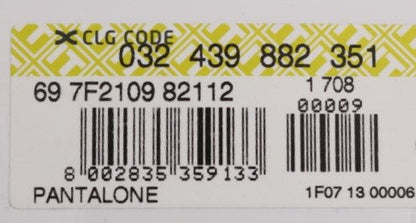 CLG CODE
032 439 882 351
69 7F2109 82112
1 708
00009
8 002835 359133
PANTALONE
1F07 13 00006